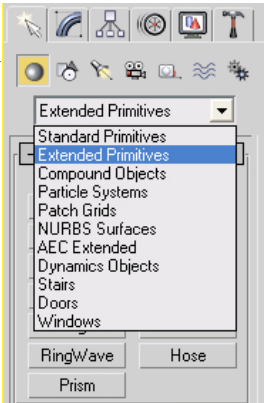 Extended Primitives
Standard Primitives
Extended Primitives
Compound Objects
Particle Systems
Patch Grids
NURBS Surfaces
AEC Extended
Dynamics Objects
Stairs
Doors
Windows
RingWave Hose
Prism